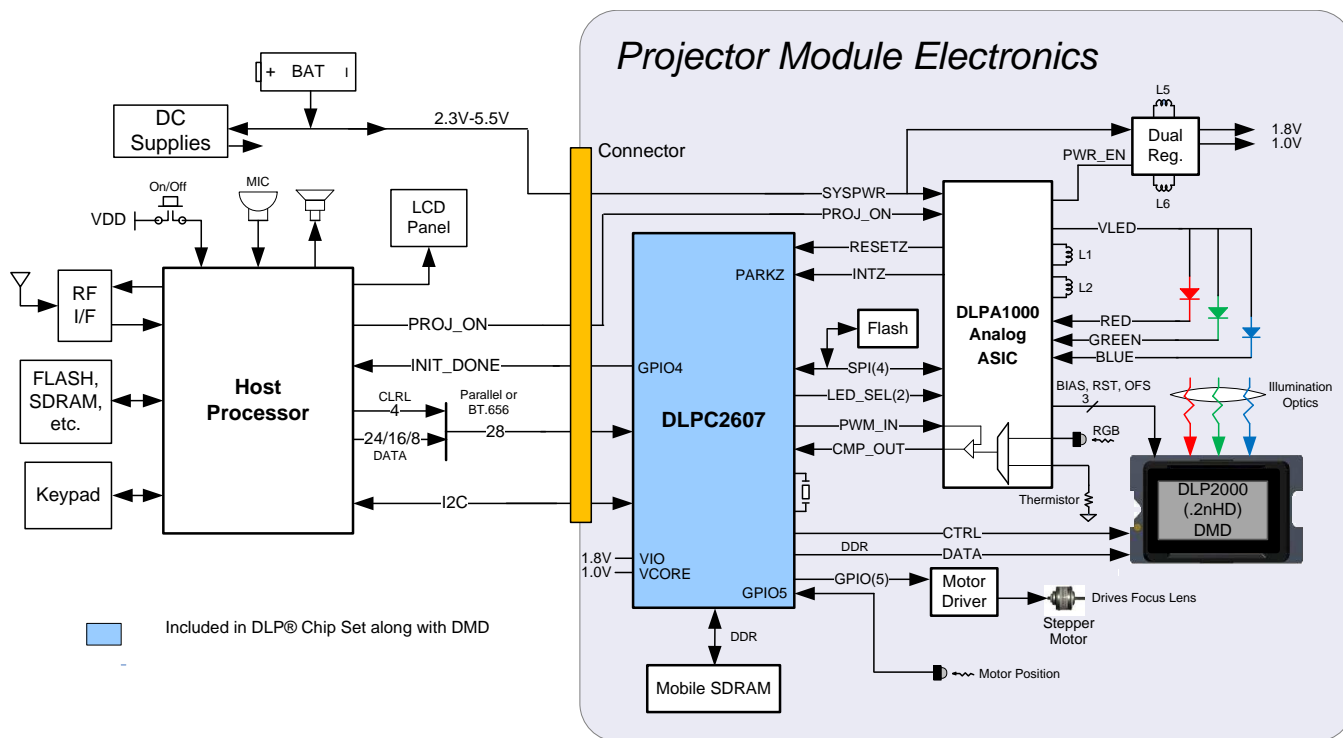 Projector Module Electronics
+ BAT I
DC
Supplies
2.3V-5.5V
Connector
L5
Dual
Reg.
1.8V
1.0V
PWR_EN
L6
On/Off
VDD
MIC
LCD
Panel
SYSPWR
PROJ_ON
VLED
RESETZ
PARKZ
INTZ
L1
L2
RF
I/F
PROJ_ON
Flash
DLPA1000
Analog
ASIC
RED
GREEN
BLUE
INIT_DONE
GPIO4
SPI(4)
FLASH,
SDRAM,
etc.
Host
Processor
CLRL
4
Parallel or
BT.656
28
24/16/8
DATA
DLPC2607
LED_SEL(2)
BIAS, RST, OFS
3
Illumination
Optics
PWM_IN
CMP_OUT
RGB
Keypad
I2C
Thermistor
DLP2000
(.2nHD)
DMD
CTRL
DDR
DATA
1.8V
VIO
1.0V
VCORE
GPIO(5)
GPIO5
Motor
Driver
Drives Focus Lens
Stepper
Motor
Included in DLP® Chip Set along with DMD
DDR
Mobile SDRAM
Motor Position